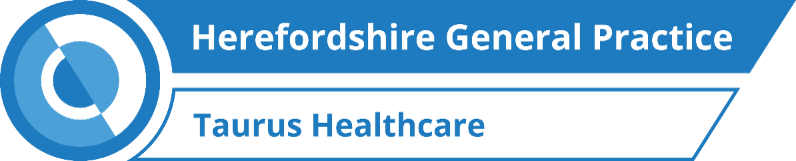 Herefordshire General Practice
Taurus Healthcare